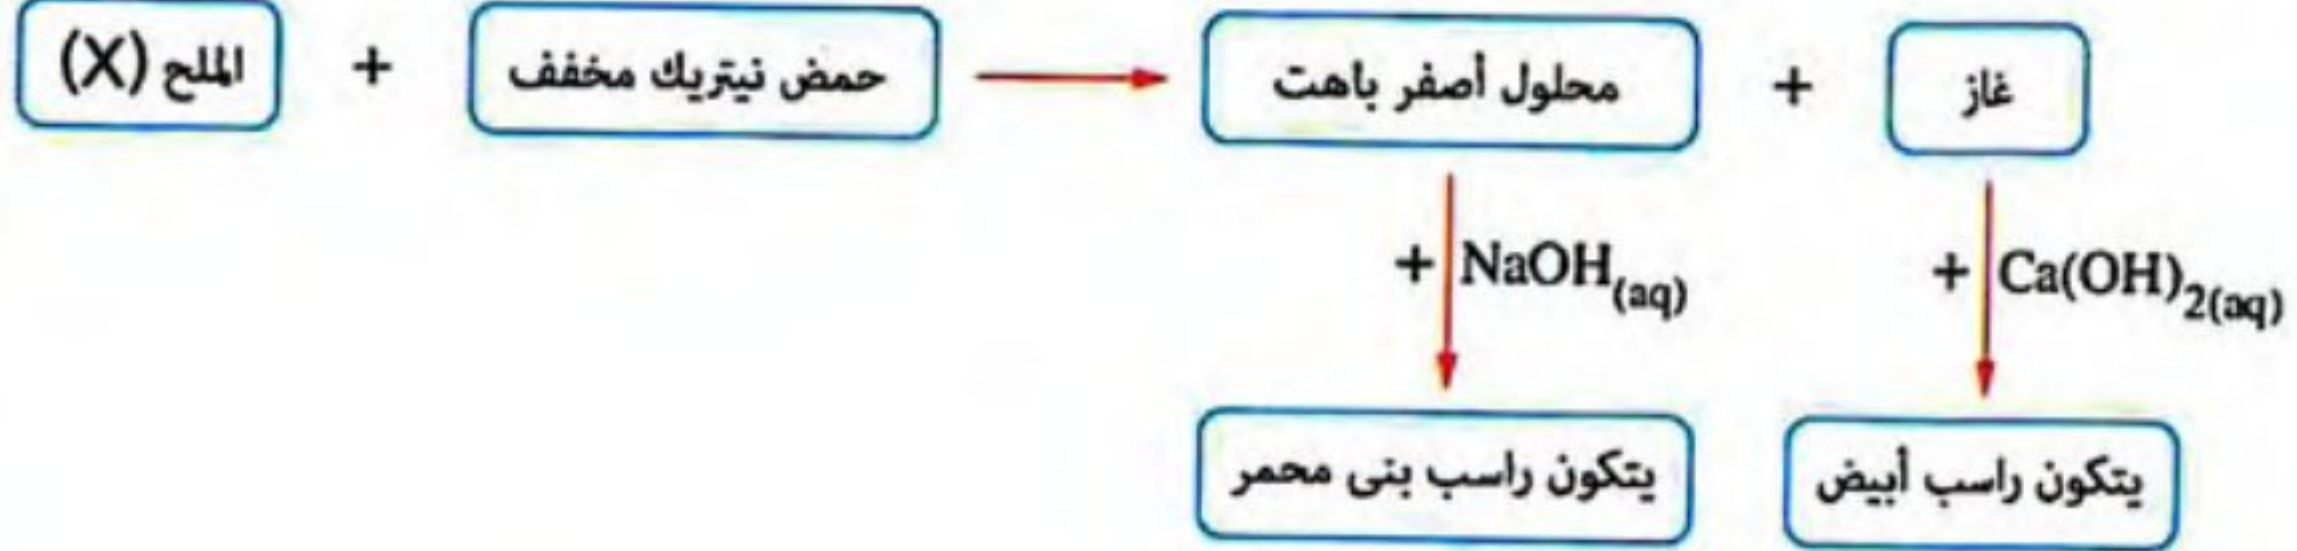 الملح (X) + حمض نيتريك مخفف محلول أصفر باهت + غاز
+ NaOH(aq)
+ Ca(OH)2(aq)
يتكون راسب بنى محمر
يتكون راسب أبيض